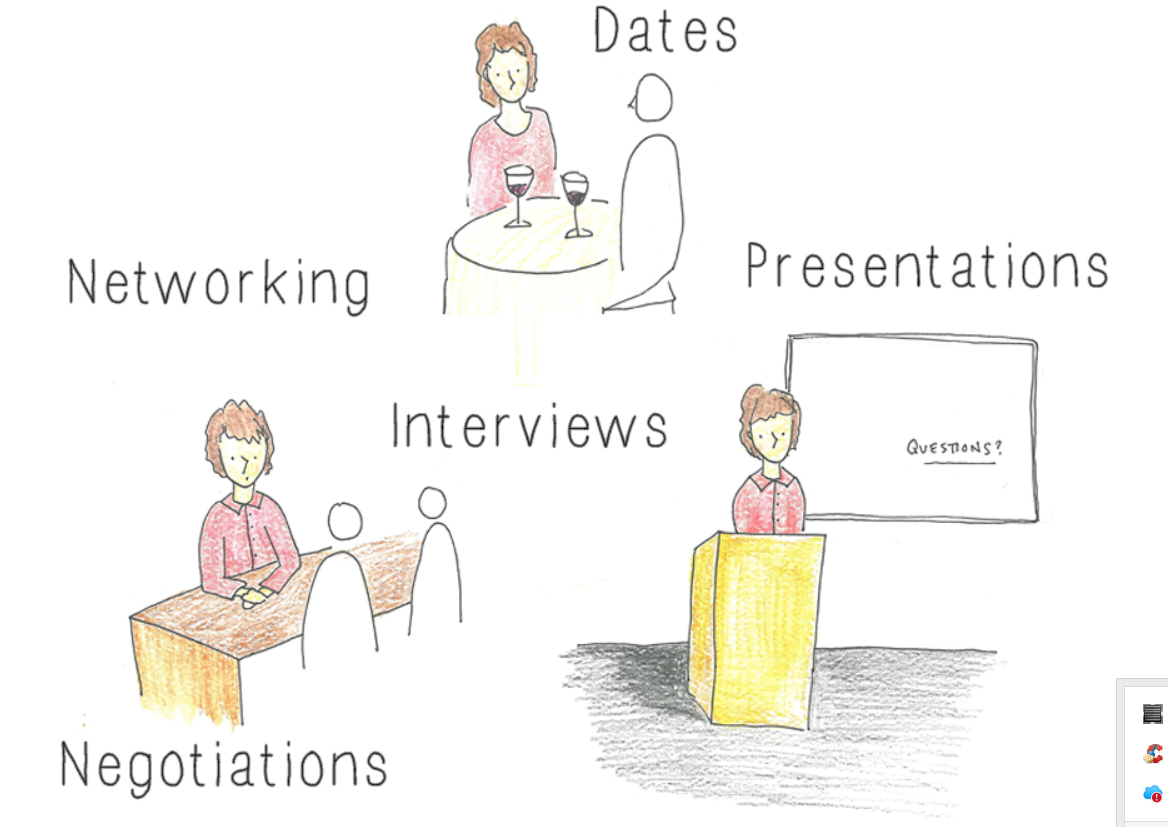 Dates
Networking
Presentations
Interviews
QUESTIONS?
Negotiations